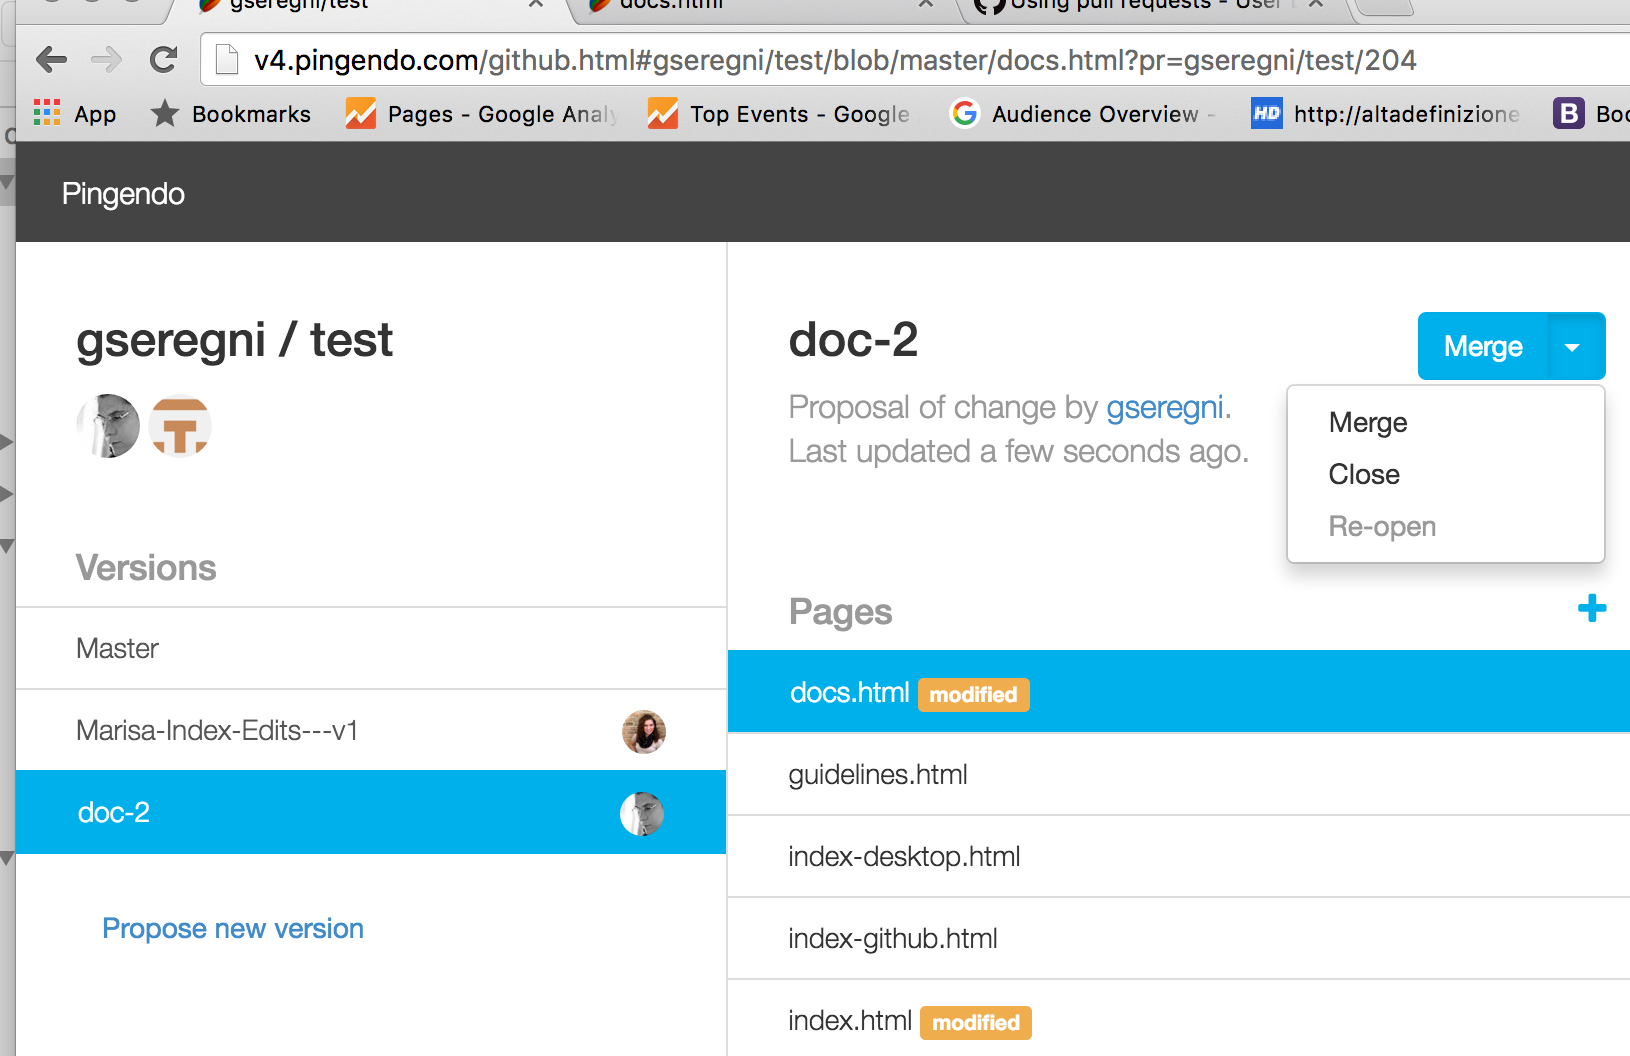 gseregni/test
docs.html
Using pull requests - User
v4.pingendo.com/github.html#gseregni/test/blob/master/docs.html?pr=gseregni/test/204
App
Bookmarks
Pages - Google Analy
Top Events - Google
Audience Overview -
HD
http://altadefinizione
B
Boo
Pingendo
gseregni / test
Versions
Master
Marisa-Index-Edits---v1
doc-2
Propose new version
doc-2
Proposal of change by gseregni.
Last updated a few seconds ago.
Merge
Merge
Close
Re-open
Pages
docs.html modified
guidelines.html
index-desktop.html
index-github.html
index.html modified